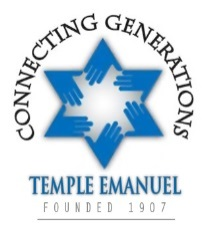 CONNECTING GENERATIONS
TEMPLE EMANUEL
FOUNDED 1907